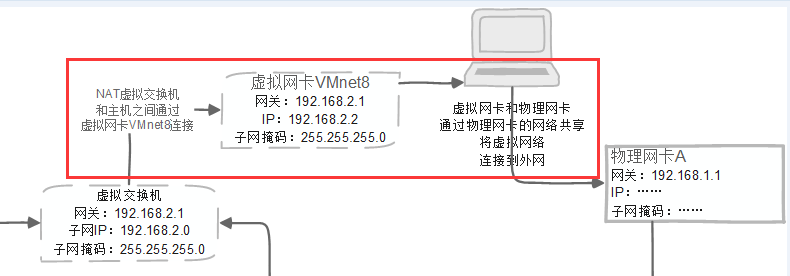 NAT虚拟交换机
和主机之间通过
虚拟网卡VMnet8连接
虚拟网卡VMnet8
网关：192.168.2.1
IP：192.168.2.2
子网掩码：255.255.255.0
虚拟网卡和物理网卡
通过物理网卡的网络共享
将虚拟网络
连接到外网
物理网卡A
网关：192.168.1.1
IP：……
子网掩码：……
虚拟交换机
网关：192.168.2.1
子网IP：192.168.2.0
子网掩码：255.255.255.0